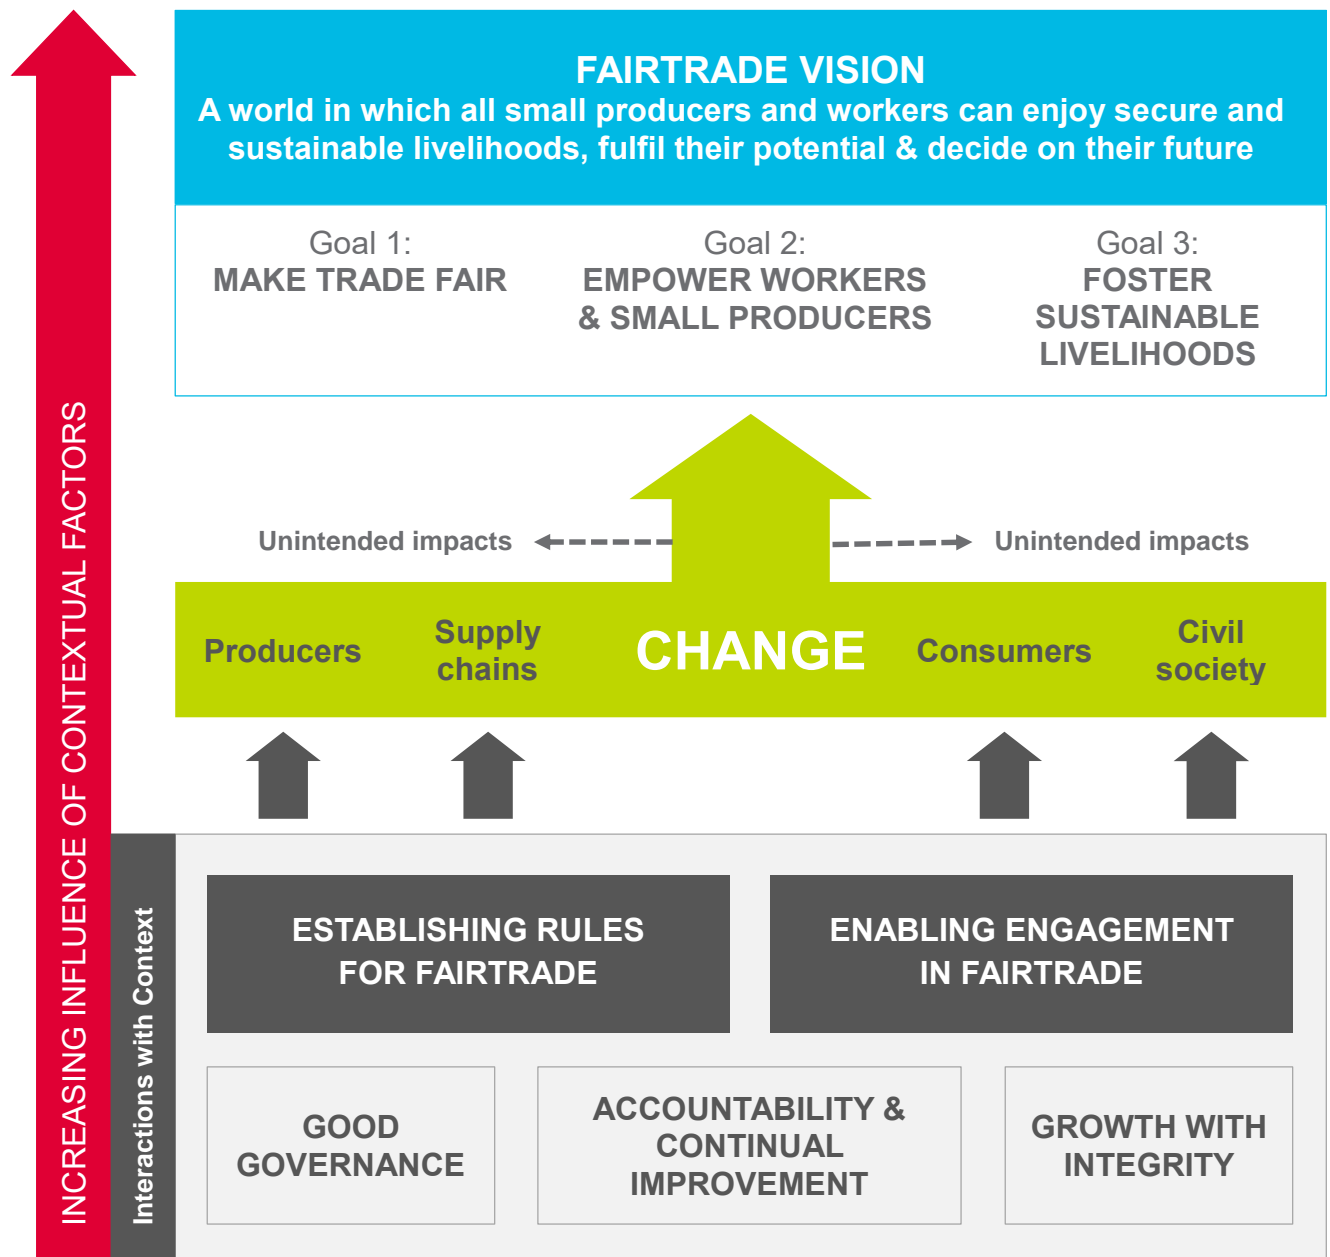 FAIRTRADE VISION
A world in which all small producers and workers can enjoy secure and
sustainable livelihoods, fulfil their potential & decide on their future
Goal 1:
MAKE TRADE FAIR
Goal 2:
EMPOWER WORKERS
& SMALL PRODUCERS
Goal 3:
FOSTER
SUSTAINABLE
LIVELIHOODS
INCREASING INFLUENCE OF CONTEXTUAL FACTORS
Unintended impacts
Unintended impacts
Producers
Supply
chains
CHANGE
Consumers
Civil
society
Interactions with Context
ESTABLISHING RULES
FOR FAIRTRADE
ENABLING ENGAGEMENT
IN FAIRTRADE
GOOD
GOVERNANCE
ACCOUNTABILITY &
CONTINUAL
IMPROVEMENT
GROWTH WITH
INTEGRITY